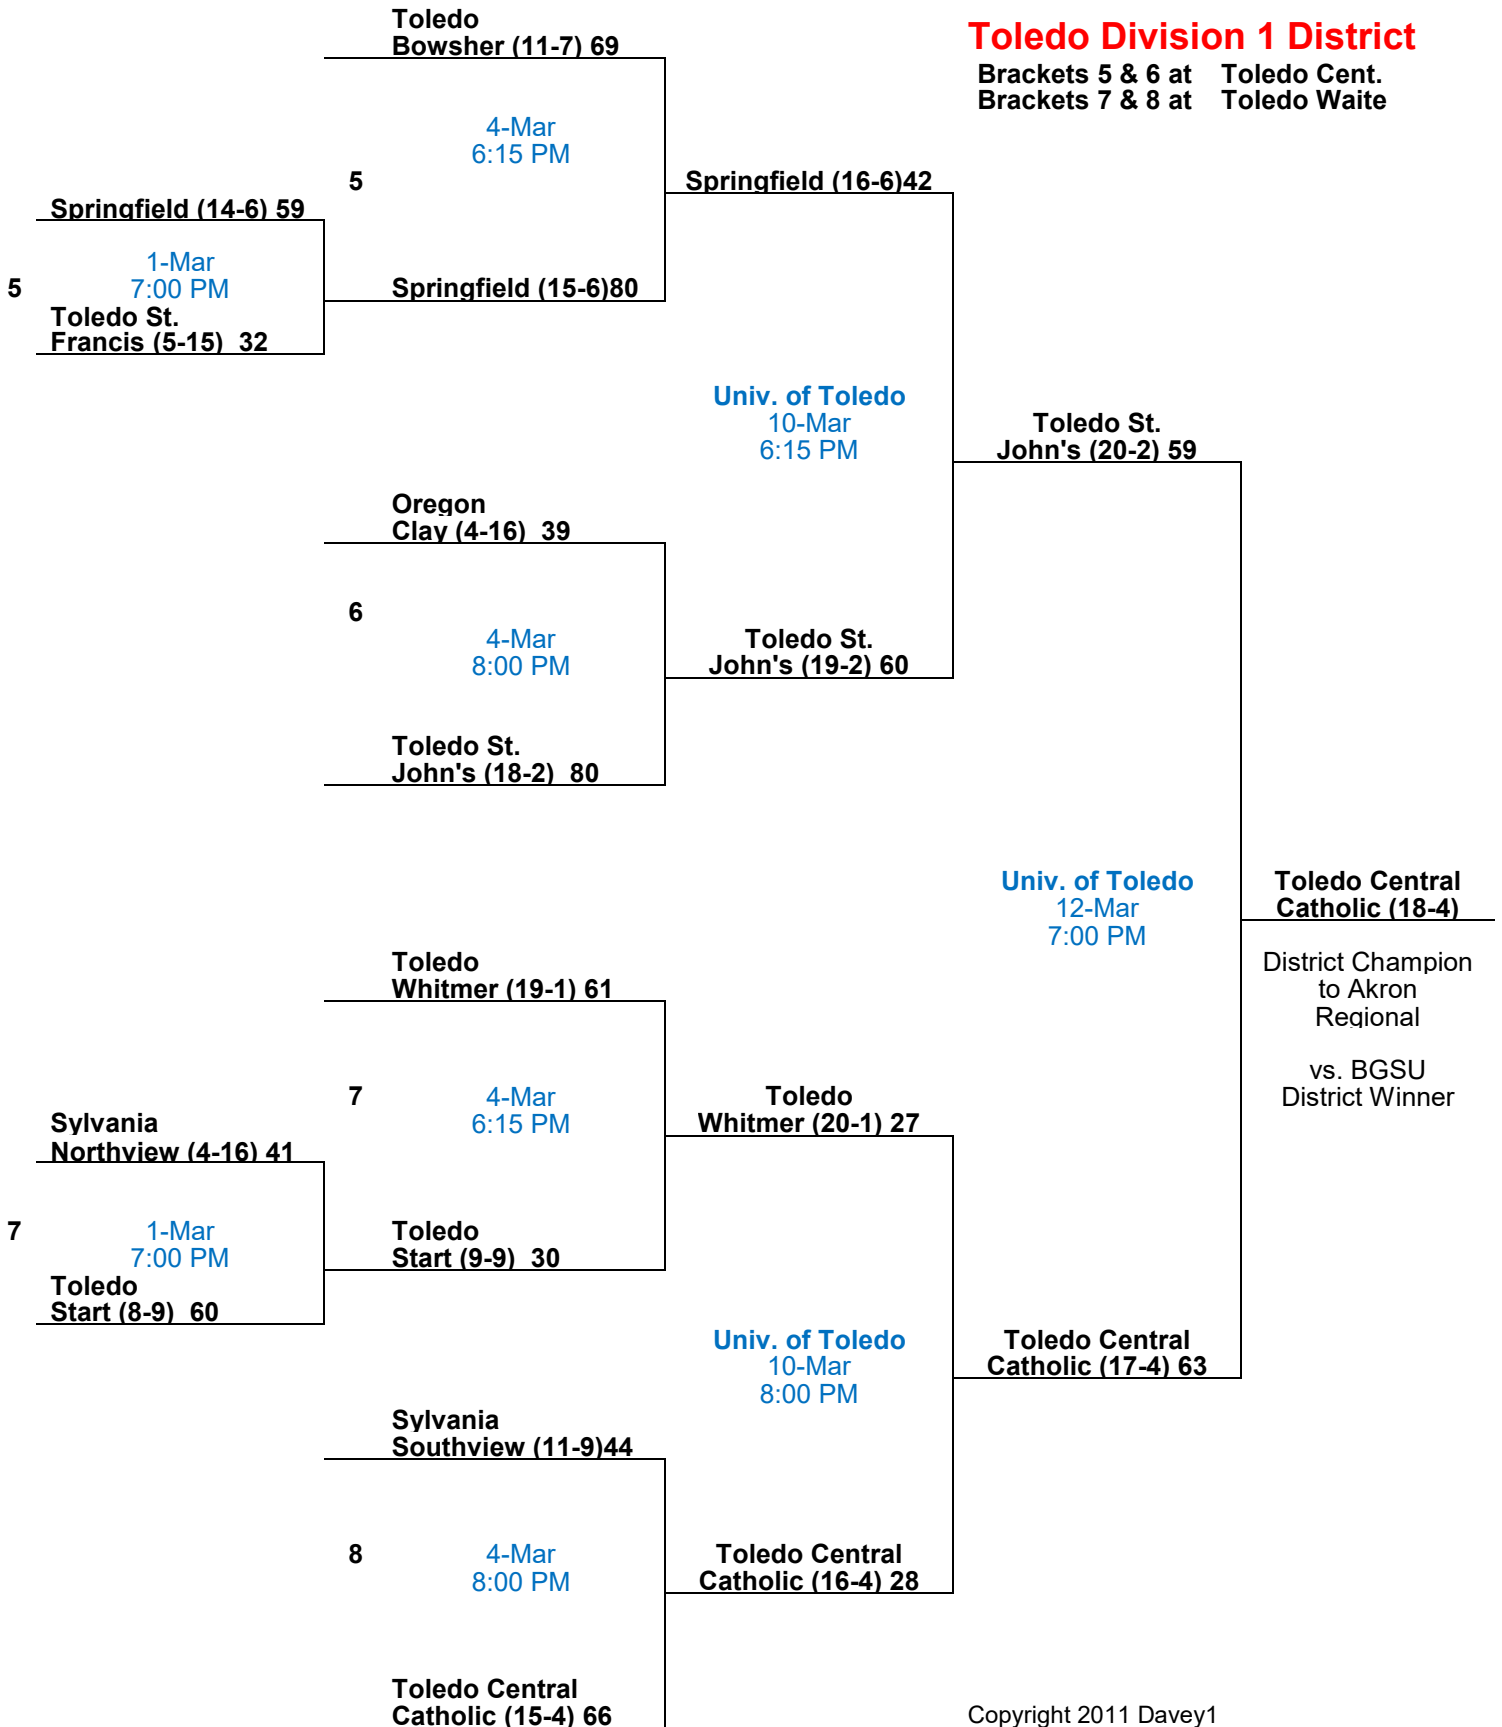 Toledo
Bowsher (11-7) 69
Toledo Division 1 District
Brackets 5 & 6 at Toledo Cent.
Brackets 7 & 8 at Toledo Waite
4-Mar
6:15 PM
5
Springfield (16-6)42
Springfield (14-6) 59
1-Mar
5 7:00 PM
Springfield (15-6)80
Toledo St.
Francis (5-15) 32
Univ. of Toledo
10-Mar
6:15 PM
Toledo St.
John's (20-2) 59
Oregon
Clay (4-16) 39
6
4-Mar
8:00 PM
Toledo St.
John's (19-2) 60
Toledo St.
John's (18-2) 80
Univ. of Toledo
12-Mar
7:00 PM
Toledo Central
Catholic (18-4)
District Champion
to Akron
Regional
vs. BGSU
District Winner
Toledo
Whitmer (19-1) 61
7 4-Mar
6:15 PM
Toledo
Whitmer (20-1) 27
Sylvania
Northview (4-16) 41
7 1-Mar
7:00 PM
Toledo
Start (9-9) 30
Toledo
Start (8-9) 60
Univ. of Toledo
10-Mar
8:00 PM
Toledo Central
Catholic (17-4) 63
Sylvania
Southview (11-9)44
8 4-Mar
8:00 PM
Toledo Central
Catholic (16-4) 28
Toledo Central
Catholic (15-4) 66
Copyright 2011 Davey1